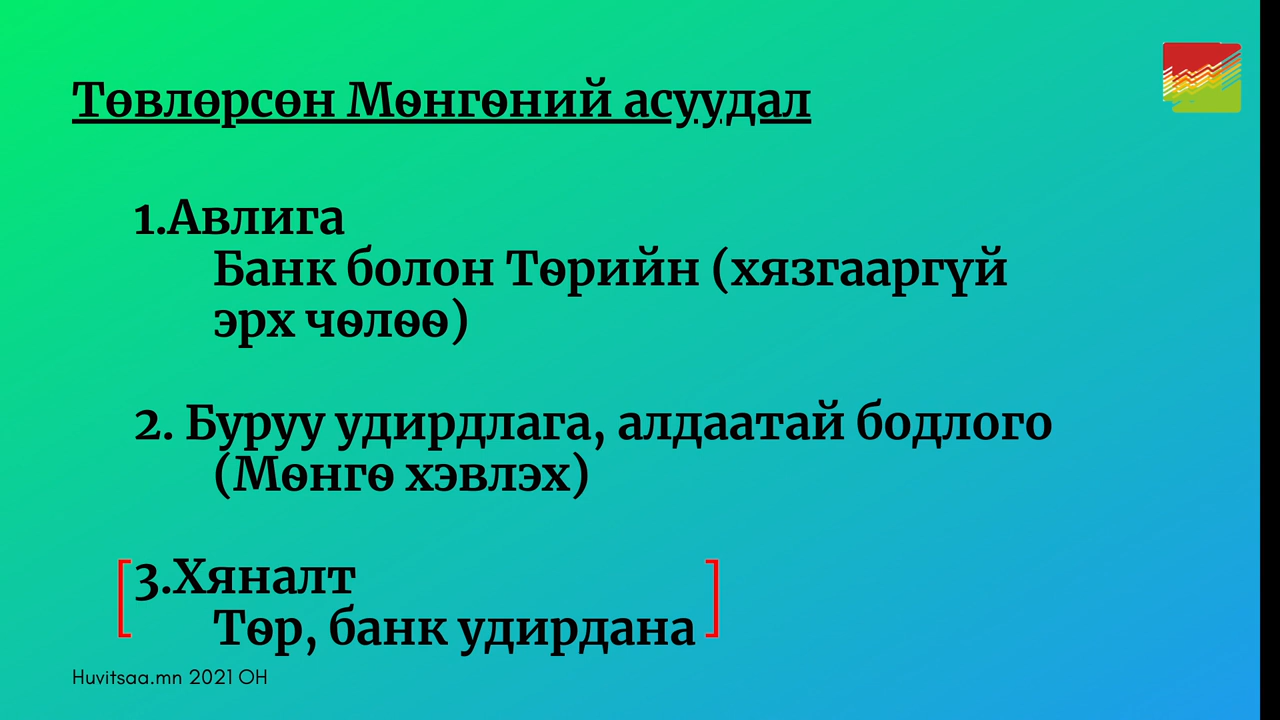 Төвлөрсөн Мөнгөний асуудал
1.Авлига
Банк болон Төрийн (хязгааргүй
эрх чөлөө)
2. Буруу удирдлага, алдаатай бодлого
(Мөнгө хэвлэх)
3.Хяналт
Төр, банк удирдана
Huvitsaa.mn 2021 ОН